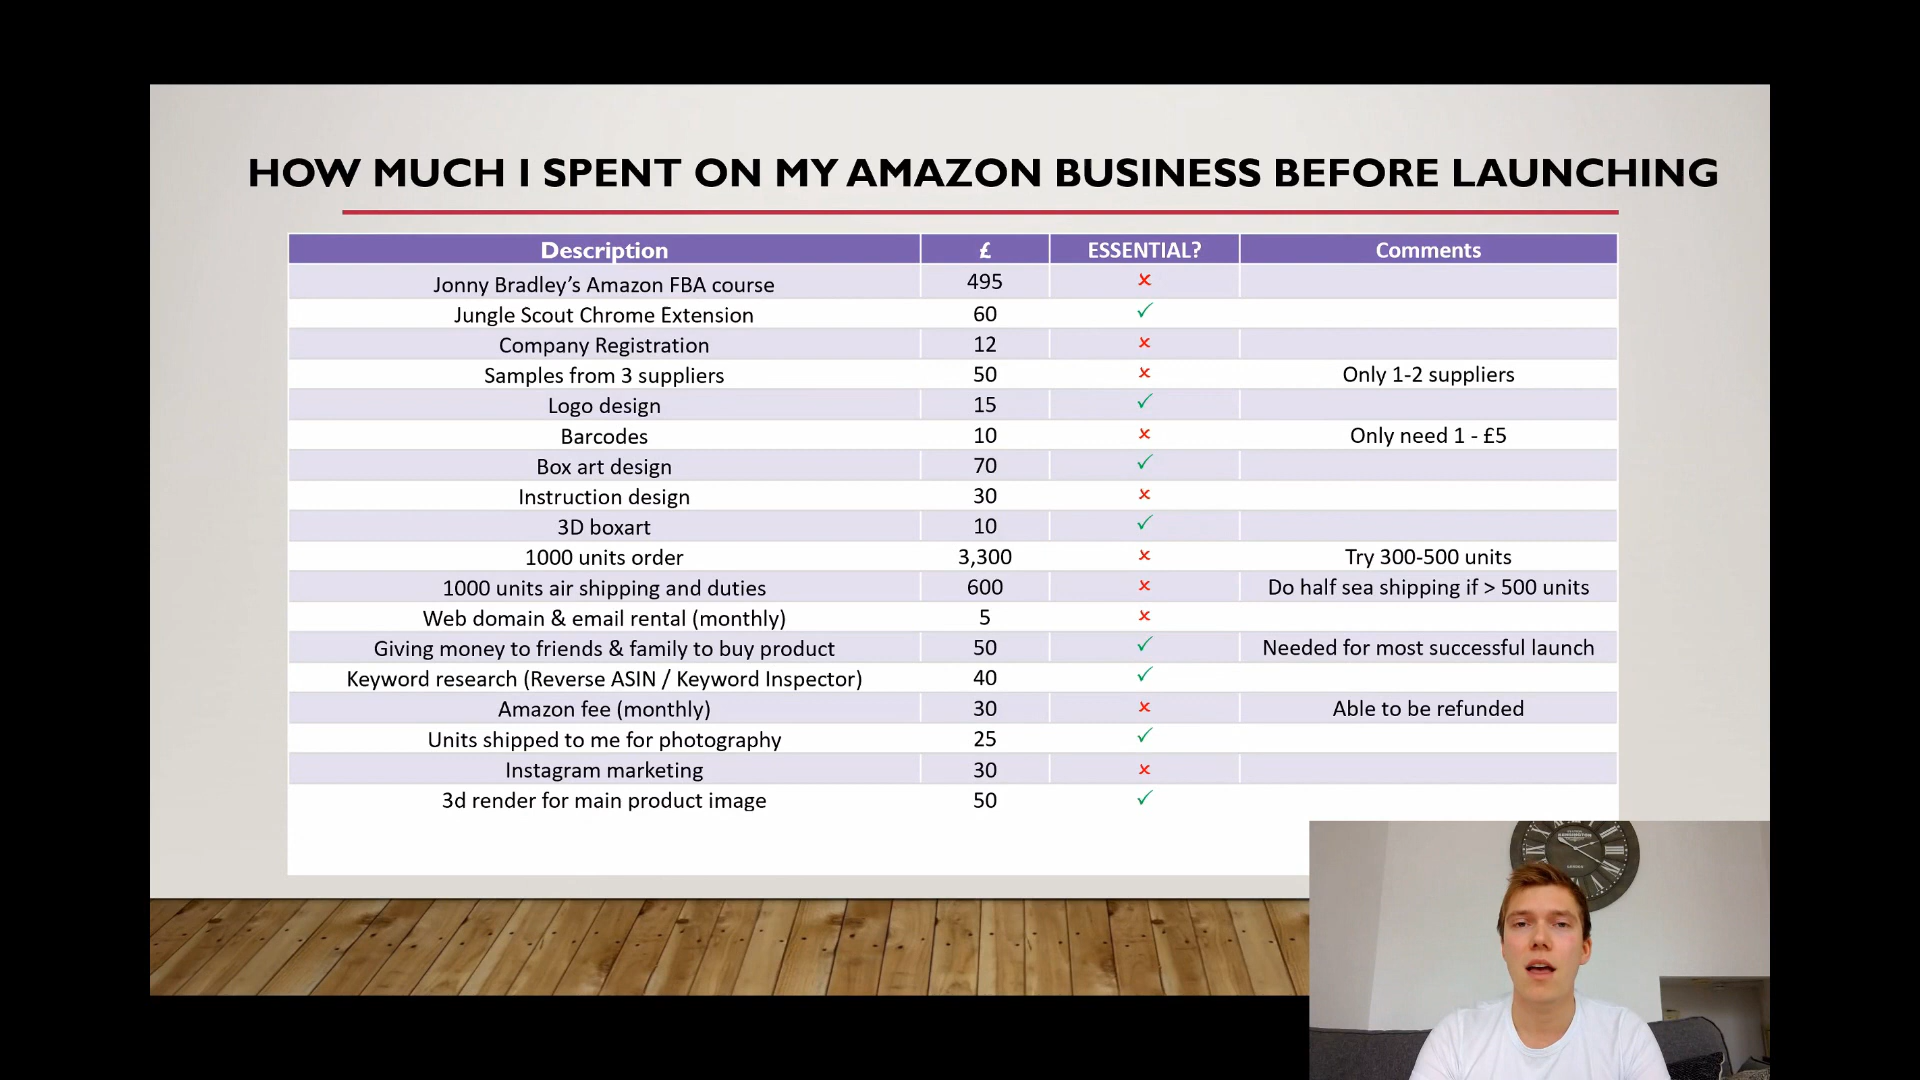 HOW MUCH I SPENT ON MY AMAZON BUSINESS BEFORE LAUNCHING
Description £ ESSENTIAL? Comments
Jonny Bradley’s Amazon FBA course 495 ✗
Jungle Scout Chrome Extension 60 ✓
Company Registration 12 ✗
Samples from 3 suppliers 50 ✗ Only 1-2 suppliers
Logo design 15 ✓
Barcodes 10 ✗ Only need 1 - £5
Box art design 70 ✓
Instruction design 30 ✗
3D boxart 10 ✓
1000 units order 3,300 ✗ Try 300-500 units
1000 units air shipping and duties 600 ✗ Do half sea shipping if > 500 units
Web domain & email rental (monthly) 5 ✗
Giving money to friends & family to buy product 50 ✓ Needed for most successful launch
Keyword research (Reverse ASIN / Keyword Inspector) 40 ✓
Amazon fee (monthly) 30 ✗ Able to be refunded
Units shipped to me for photography 25 ✓
Instagram marketing 30 ✗
3d render for main product image 50 ✓